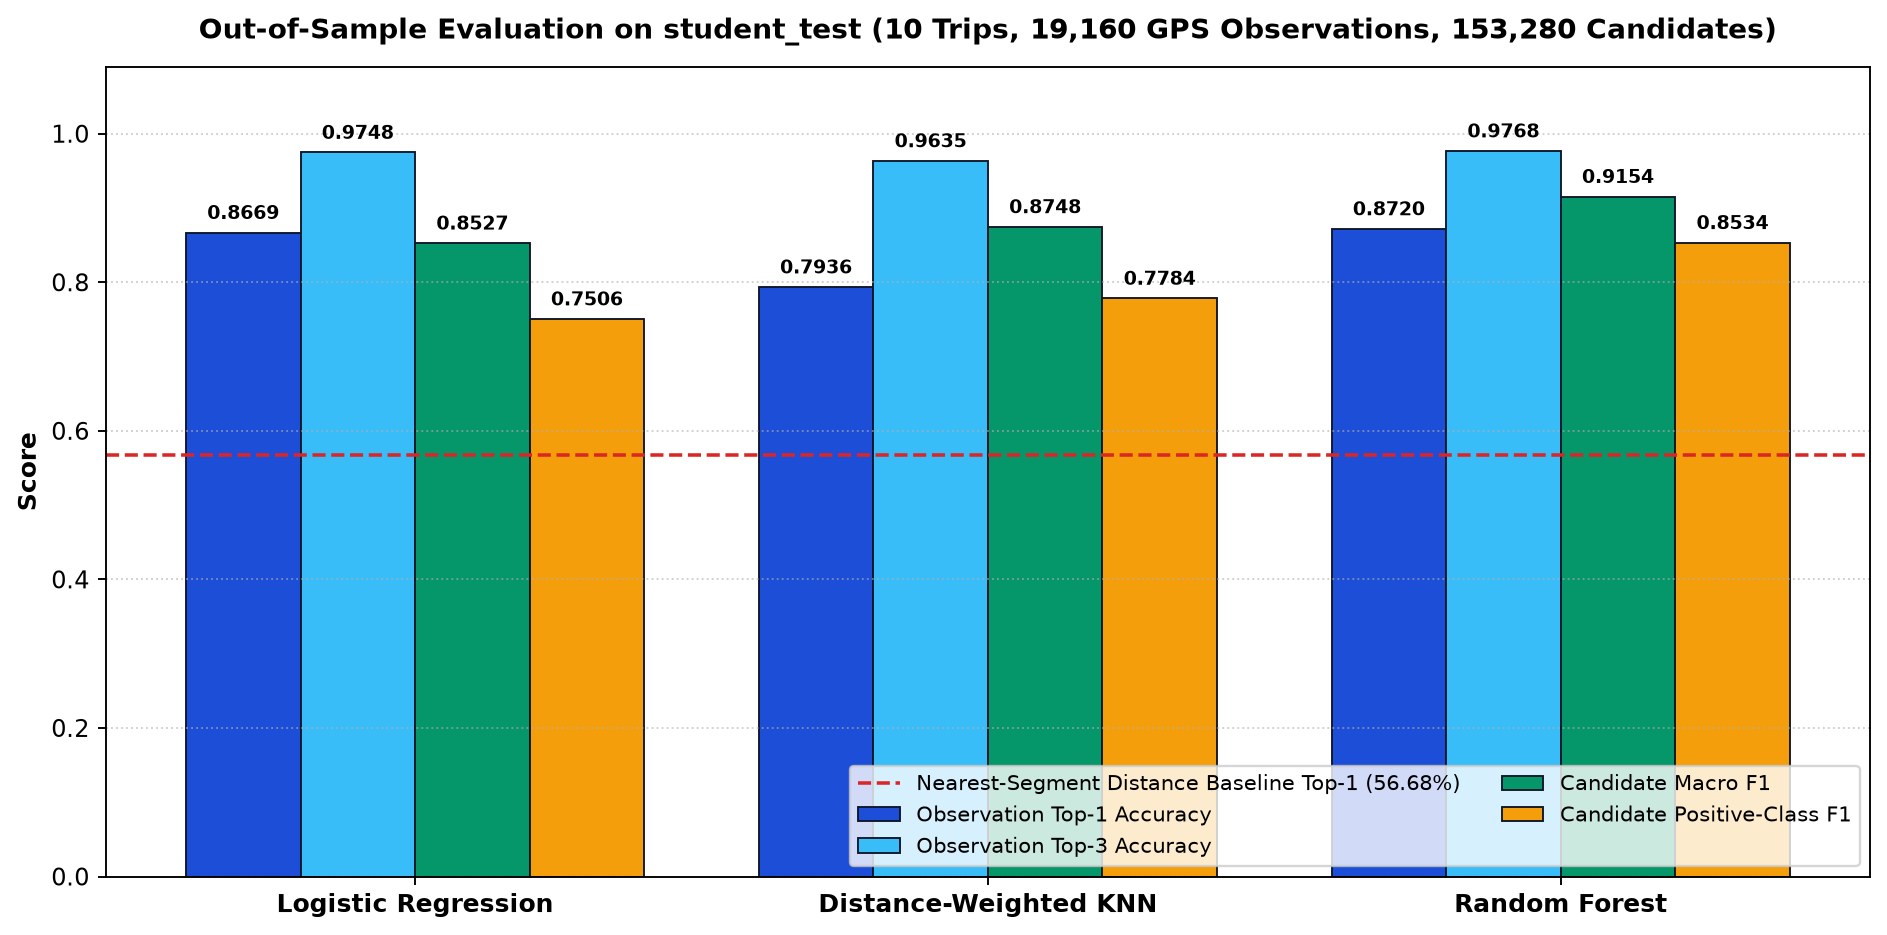 Out-of-Sample Evaluation on student_test (10 Trips, 19,160 GPS Observations, 153,280 Candidates)
Score
1.0
0.8
0.6
0.4
0.2
0.0
0.8669
0.9748
0.8527
0.7506
0.7936
0.9635
0.8748
0.7784
0.8720
0.9768
0.9154
0.8534
Nearest-Segment Distance Baseline Top-1 (56.68%)
Observation Top-1 Accuracy
Observation Top-3 Accuracy
Candidate Macro F1
Candidate Positive-Class F1
Logistic Regression
Distance-Weighted KNN
Random Forest